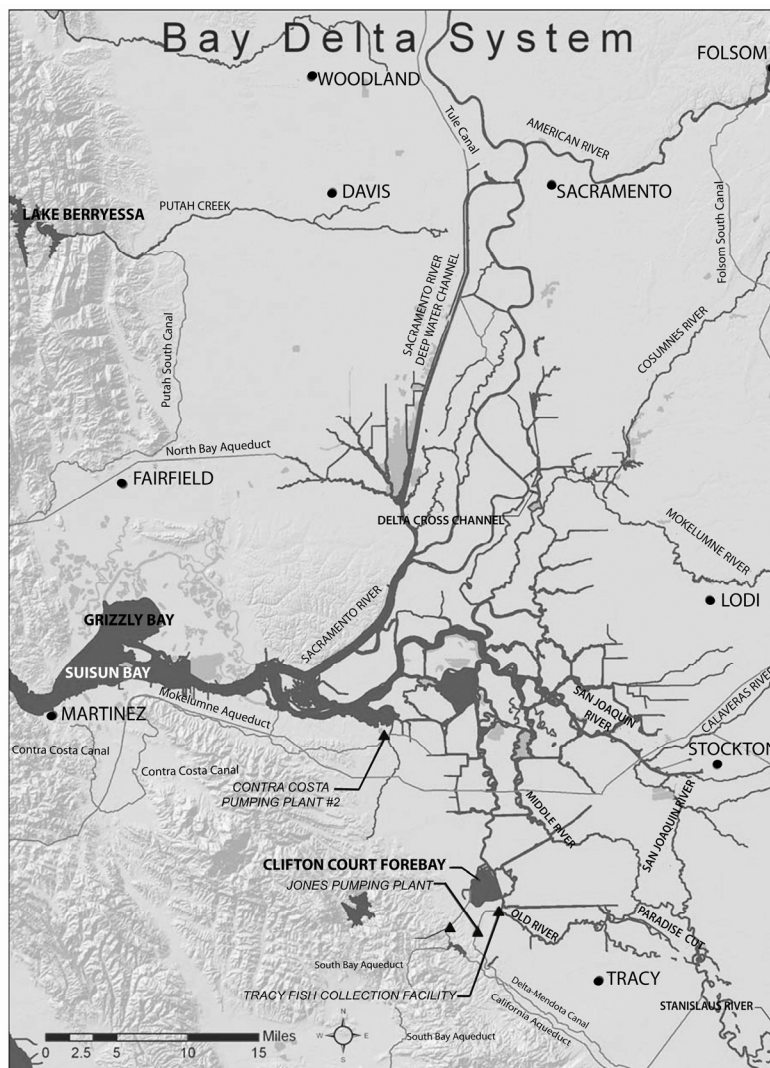 Bay Delta System
FOLSOM
WOODLAND
Tule Canal
AMERICAN RIVER
DAVIS
SACRAMENTO
LAKE BERRYESSA
PUTAH CREEK
Folsom South Canal
SACRAMENTO RIVER
DEEP WATER CHANNEL
COSUMNES RIVER
Putah South Canal
North Bay Aqueduct
FAIRFIELD
DELTA CROSS CHANNEL
MOKELUMNE RIVER
LODI
GRIZZLY BAY
SACRAMENTO RIVER
SUISUN BAY
Mokelumne Aqueduct
SAN JOAQUIN
RIVER
CALAVERAS RIVER
MARTINEZ
Contra Costa Canal
STOCKTON
Contra Costa Canal
CONTRA COSTA
PUMPING PLANT #2
MIDDLE RIVER
SAN JOAQUIN RIVER
CLIFTON COURT FOREBAY
JONES PUMPING PLANT
OLD RIVER
PARADISE CUT
South Bay Aqueduct
TRACY
TRACY FISH COLLECTION FACILITY
Delta-Mendota Canal
California Aqueduct
STANISLAUS RIVER
South Bay Aqueduct
Miles
0 2.5 5 10 15
N
W E
S